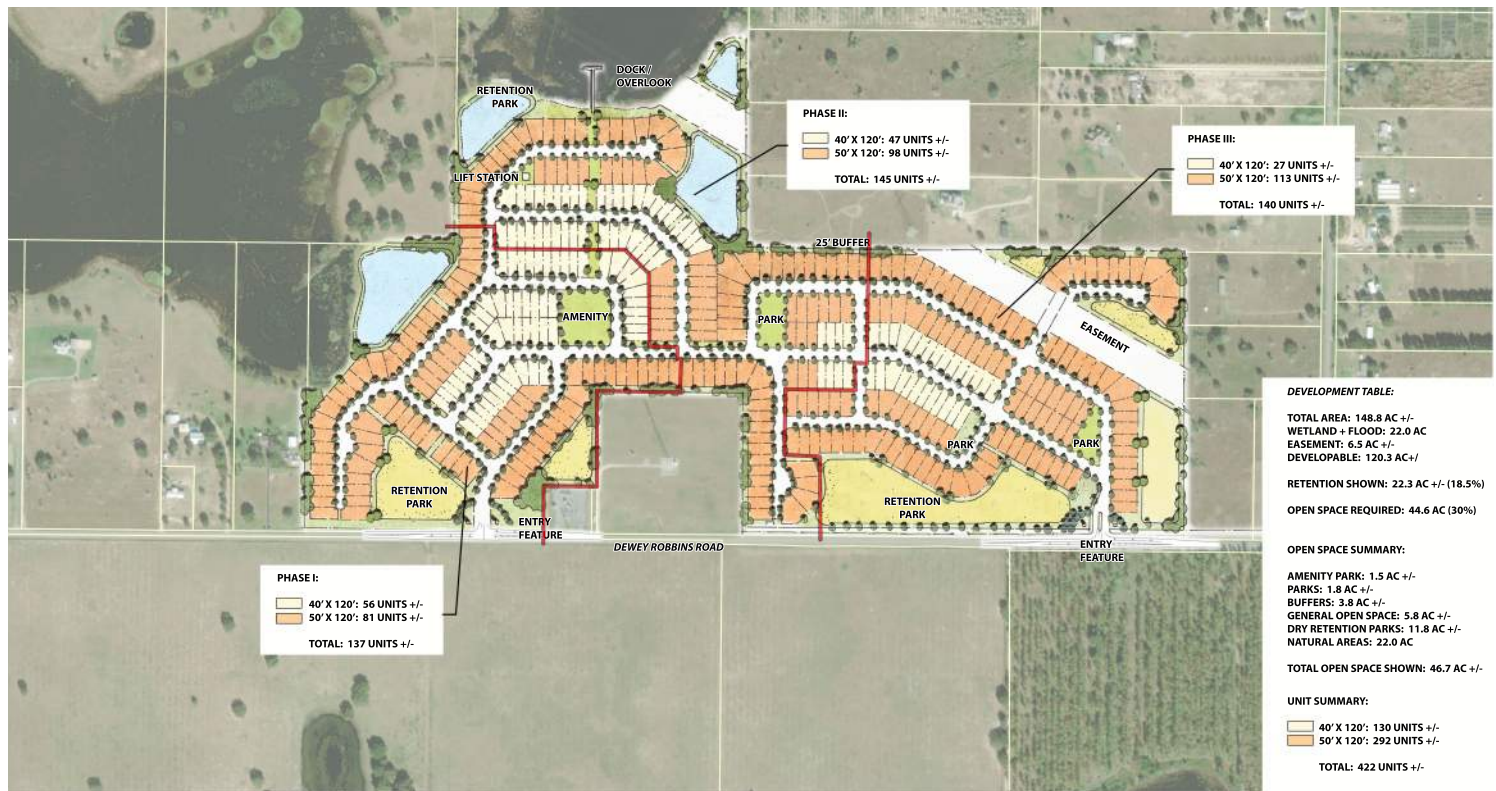 DOCK /
OVERLOOK
RETENTION
PARK
PHASE II:
40' X 120': 47 UNITS +/-
50' X 120': 98 UNITS +/-
TOTAL: 145 UNITS +/-
PHASE III:
40' X 120': 27 UNITS +/-
50' X 120': 113 UNITS +/-
TOTAL: 140 UNITS +/-
LIFT STATION
25' BUFFER
AMENITY
PARK
EASEMENT
PARK
PARK
RETENTION
PARK
RETENTION
PARK
ENTRY
FEATURE
DEWEY ROBBINS ROAD
ENTRY
FEATURE
PHASE I:
40' X 120': 56 UNITS +/-
50' X 120': 81 UNITS +/-
TOTAL: 137 UNITS +/-
DEVELOPMENT TABLE:
TOTAL AREA: 148.8 AC +/-
WETLAND + FLOOD: 22.0 AC
EASEMENT: 6.5 AC +/-
DEVELOPABLE: 120.3 AC+/
RETENTION SHOWN: 22.3 AC +/- (18.5%)
OPEN SPACE REQUIRED: 44.6 AC (30%)
OPEN SPACE SUMMARY:
AMENITY PARK: 1.5 AC +/-
PARKS: 1.8 AC +/-
BUFFERS: 3.8 AC +/-
GENERAL OPEN SPACE: 5.8 AC +/-
DRY RETENTION PARKS: 11.8 AC +/-
NATURAL AREAS: 22.0 AC
TOTAL OPEN SPACE SHOWN: 46.7 AC +/-
UNIT SUMMARY:
40' X 120': 130 UNITS +/-
50' X 120': 292 UNITS +/-
TOTAL: 422 UNITS +/-